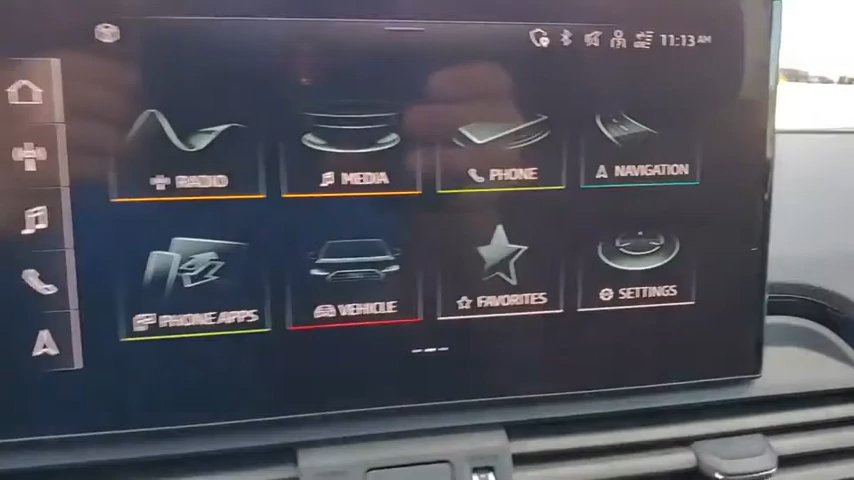 11:13 AM
RADIO
MEDIA
PHONE
NAVIGATION
PHONE APPS
VEHICLE
FAVORITES
SETTINGS